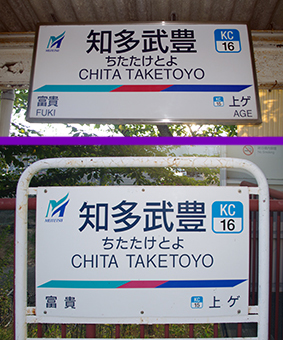 MEITETSU
知多武豊
KC
16
ちたたけとよ
CHITA TAKETOYO
富貴
FUKI
KC
15
上ゲ
AGE
MEITETSU
知多武豊
KC
16
ちたたけとよ
CHITA TAKETOYO
富貴
上ゲ